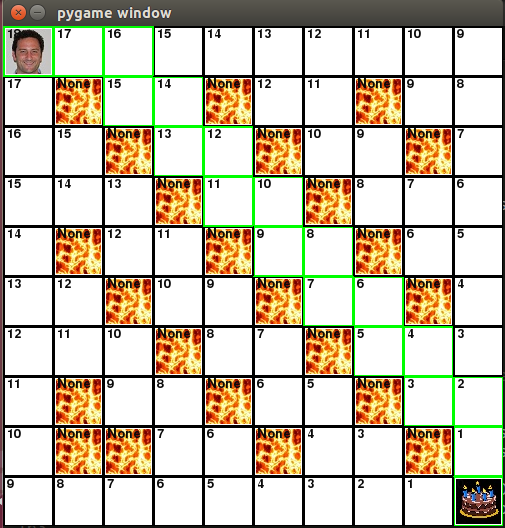 pygame window
18 17 16 15 14 13 12 11 10 9
17 None 15 14 None 12 11 None 9 8
16 15 None 13 12 None 10 9 None 7
15 14 13 None 11 10 None 8 7 6
14 None 12 11 None 9 8 None 6 5
13 12 None 10 9 None 7 6 None 4
12 11 10 None 8 7 None 5 4 3
11 None 9 8 None 6 5 None 3 2
10 None None 7 6 None 4 3 None 1
9 8 7 6 5 4 3 2 1